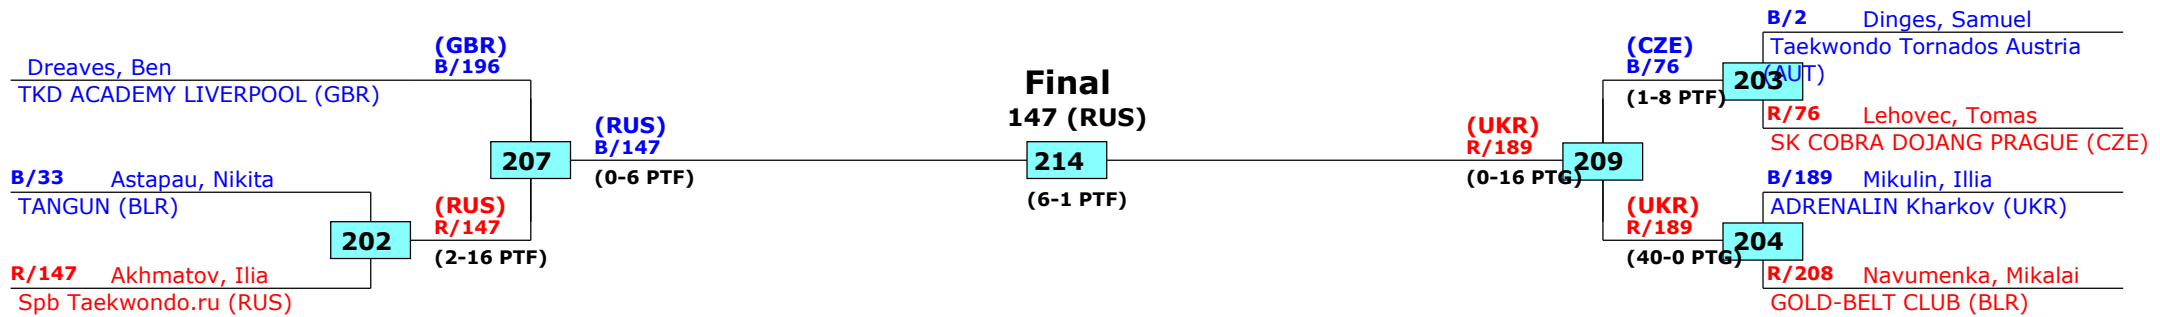 Dreaves, Ben
TKD ACADEMY LIVERPOOL (GBR)
(GBR)
B/196
B/33 Astapau, Nikita
TANGUN (BLR)
202
R/147 Akhmatov, Ilia
Spb Taekwondo.ru (RUS)
(RUS)
R/147
(2-16 PTF)
207
(RUS)
B/147
(0-6 PTF)
Final
147 (RUS)
214
(6-1 PTF)
(UKR)
R/189
(0-16 PTG)
209
(CZE)
B/76
(1-8 PTF)
B/2 Dinges, Samuel
Taekwondo Tornados Austria
(AUT)
203
R/76 Lehovec, Tomas
SK COBRA DOJANG PRAGUE (CZE)
(UKR)
R/189
(40-0 PTG)
B/189 Mikulin, Illia
ADRENALIN Kharkov (UKR)
204
R/208 Navumenka, Mikalai
GOLD-BELT CLUB (BLR)